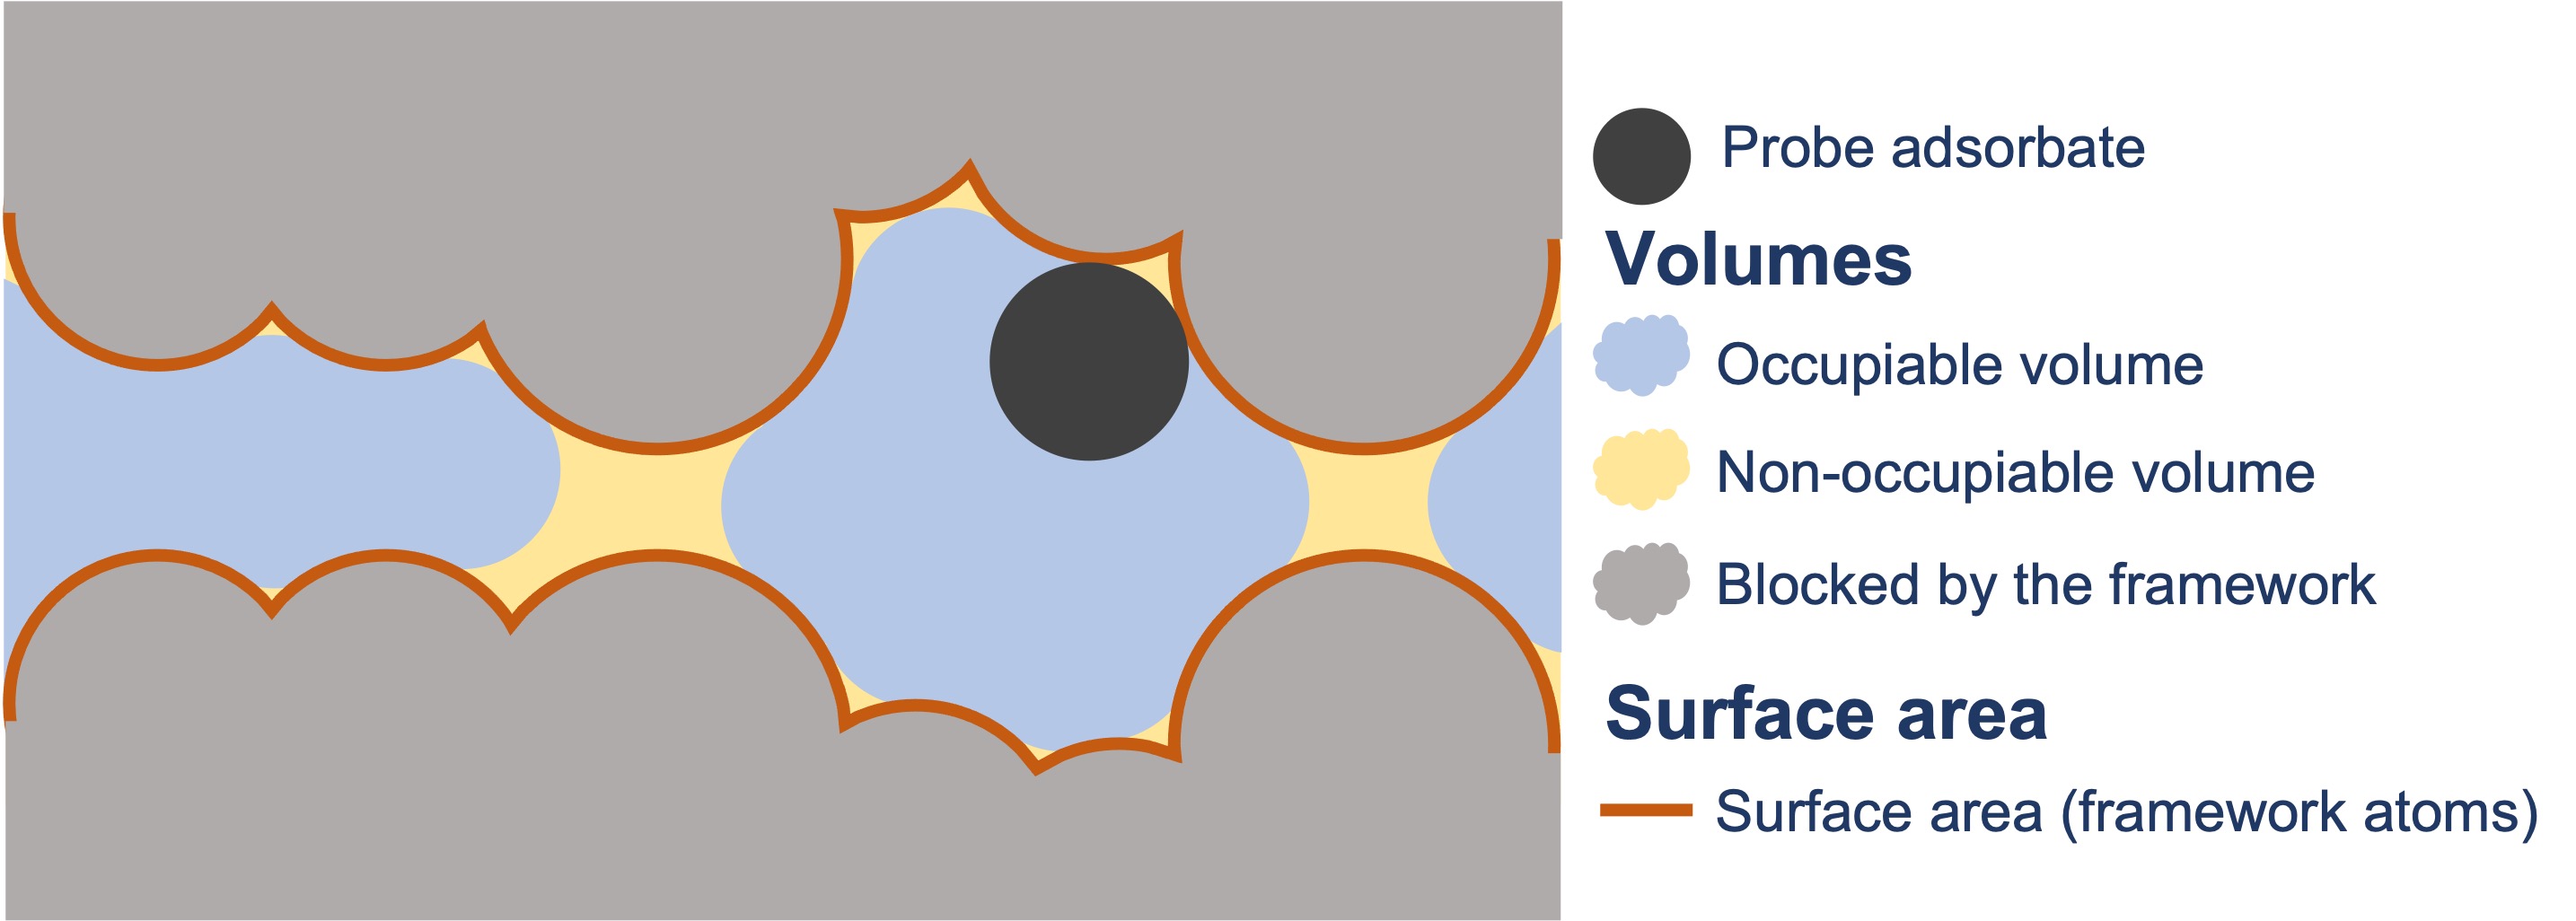 Probe adsorbate
Volumes
Occupiable volume
Non-occupiable volume
Blocked by the framework
Surface area
Surface area (framework atoms)